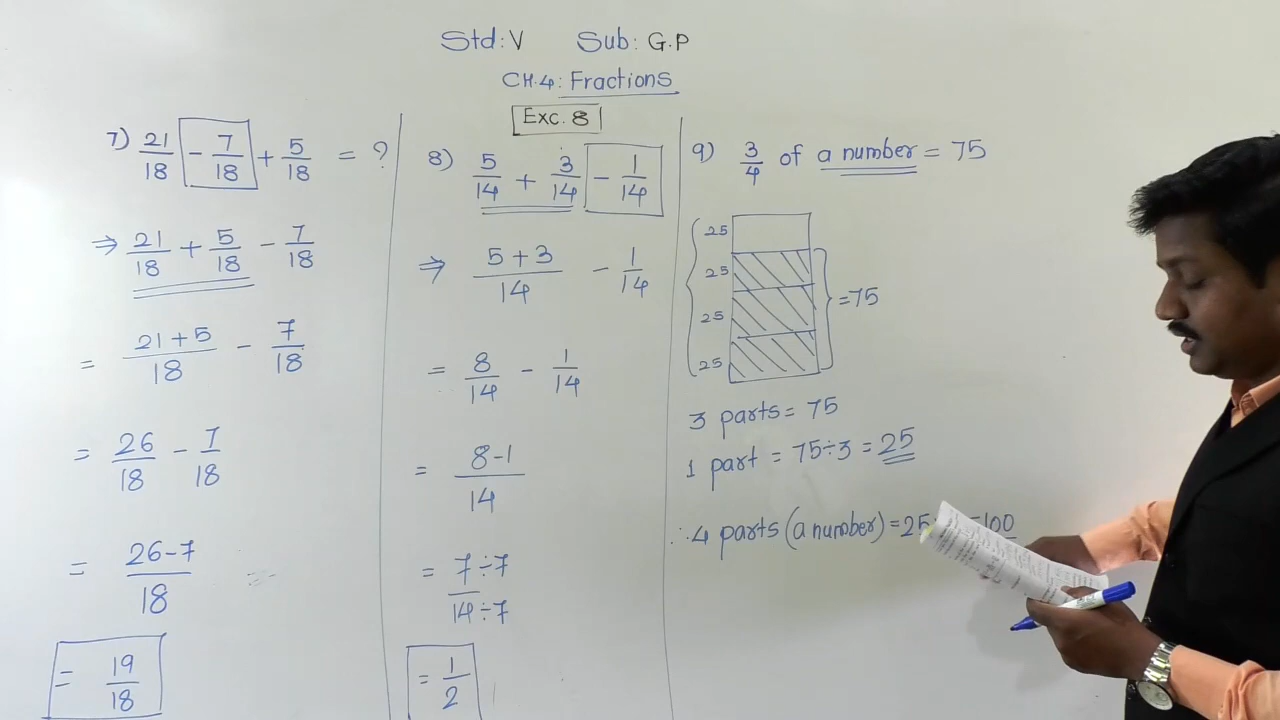 Std: V Sub: G.P
CH.4: Fractions
Exc. 8
7) 21/18 - 7/18 + 5/18 = ?
⇒ 21/18 + 5/18 - 7/18
= 21+5/18 - 7/18
= 26/18 - 7/18
= 26-7/18
= 19/18
8) 5/14 + 3/14 - 1/14
⇒ 5+3/14 - 1/14
= 8/14 - 1/14
= 8-1/14
= 7÷7/14÷7
= 1/2
9) 3/4 of a number = 75
25
25
25
25
=75
3 parts = 75
1 part = 75÷3 = 25
∴ 4 parts (a number) = 25 =100